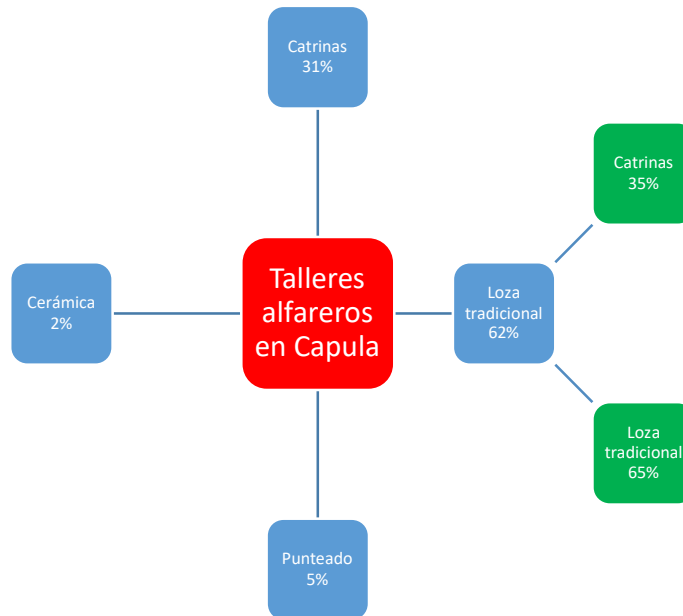 Catrinas
31%
Catrinas
35%
Talleres
alfareros
en Capula
Cerámica
2%
Loza
tradicional
62%
Loza
tradicional
65%
Punteado
5%